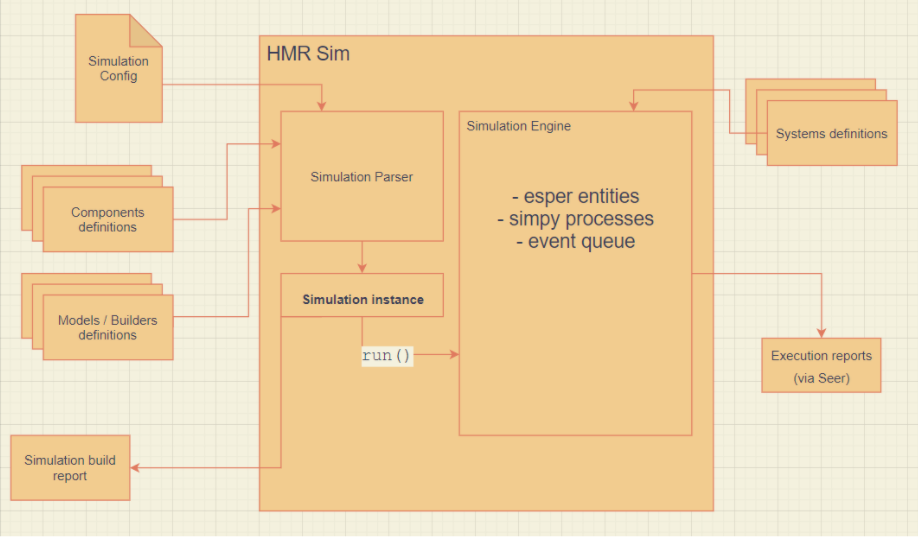 Simulation
Config
HMR Sim
Simulation Parser
Simulation Engine
- esper entities
- simpy processes
- event queue
Systems definitions
Components
definitions
Models / Builders
definitions
Simulation instance
run()
Execution reports
(via Seer)
Simulation build
report